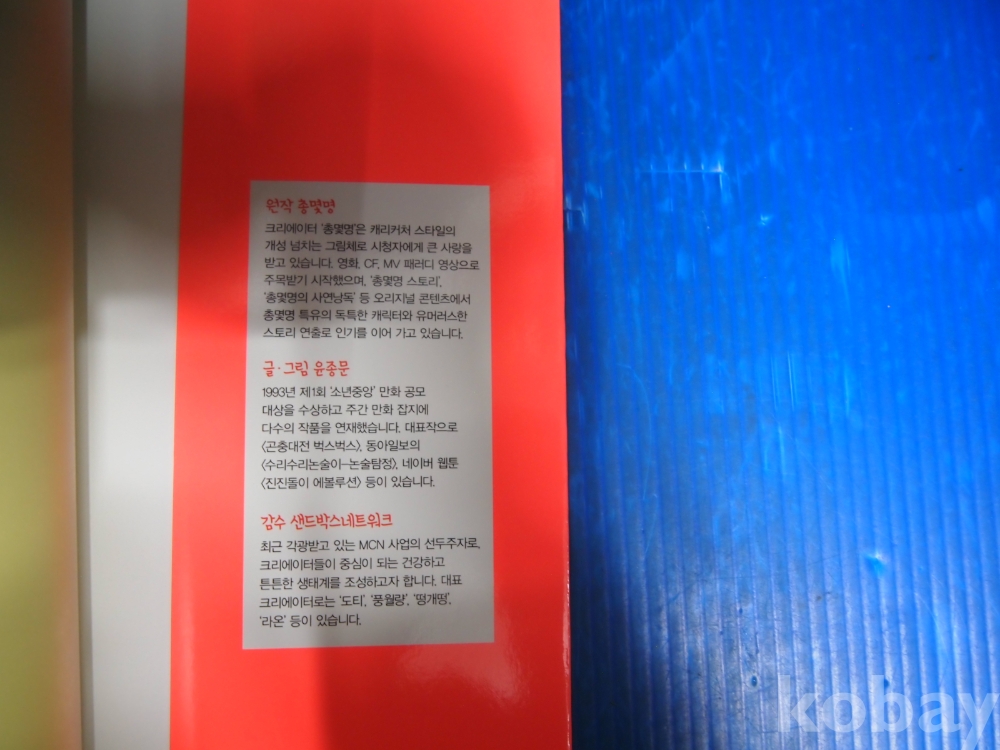 원작 총몇명
크리에이터 '총몇명'은 캐리커처 스타일의
개성 넘치는 그림체로 시청자에게 큰 사랑을
받고 있습니다. 영화, CF, MV 패러디 영상으로
주목받기 시작했으며, '총몇명 스토리',
'총몇명의 사연낭독' 등 오리지널 콘텐츠에서
총몇명 특유의 독특한 캐릭터와 유머러스한
스토리 연출로 인기를 이어 가고 있습니다.
글·그림 윤종문
1993년 제1회 '소년중앙' 만화 공모
대상을 수상하고 주간 만화 잡지에
다수의 작품을 연재했습니다. 대표작으로
〈곤충대전 벅스벅스〉, 동아일보의
〈수리수리논술이-논술탐정〉, 네이버 웹툰
〈진진돌이 에볼루션〉 등이 있습니다.
감수 샌드박스네트워크
최근 각광받고 있는 MCN 사업의 선두주자로,
크리에이터들이 중심이 되는 건강하고
튼튼한 생태계를 조성하고자 합니다. 대표
크리에이터로는 '도티', '풍월량', '떵개떵',
'라온' 등이 있습니다.
kobay